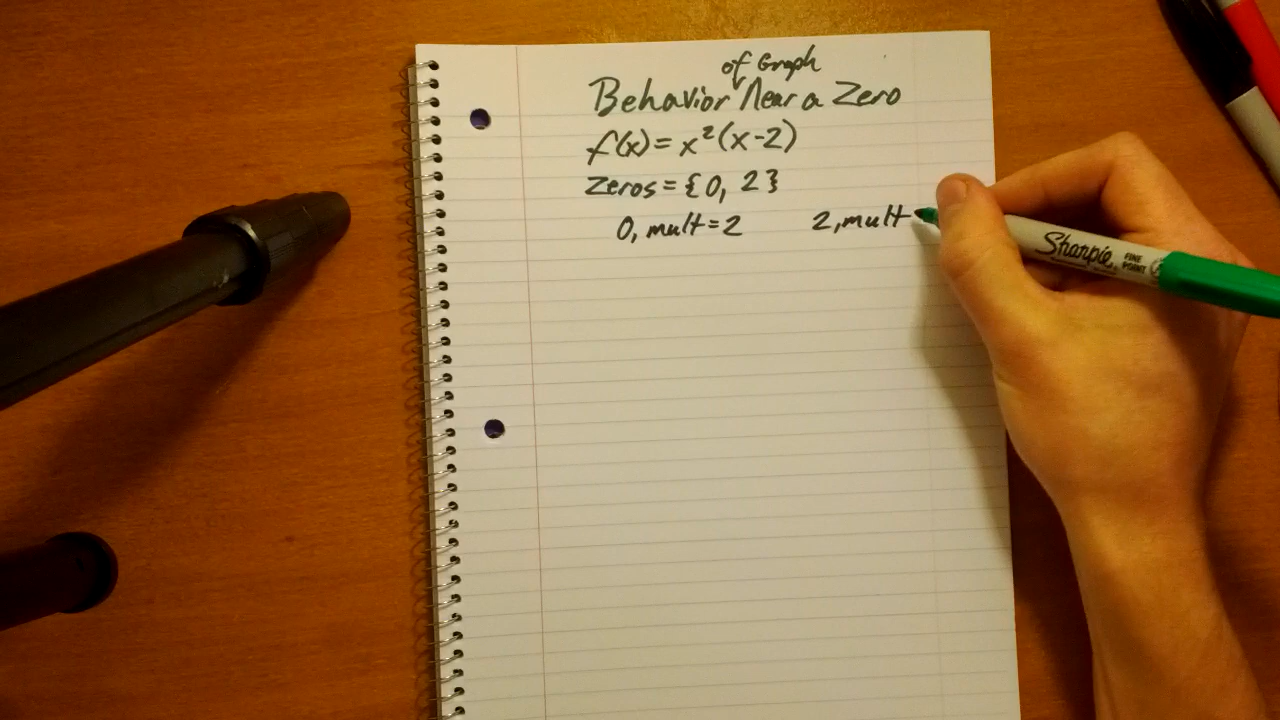 of Graph
Behavior Near a Zero
f(x) = x²(x-2)
zeros = {0, 2}
0, mult = 2 2, mult
Sharpie
FINE
POINT